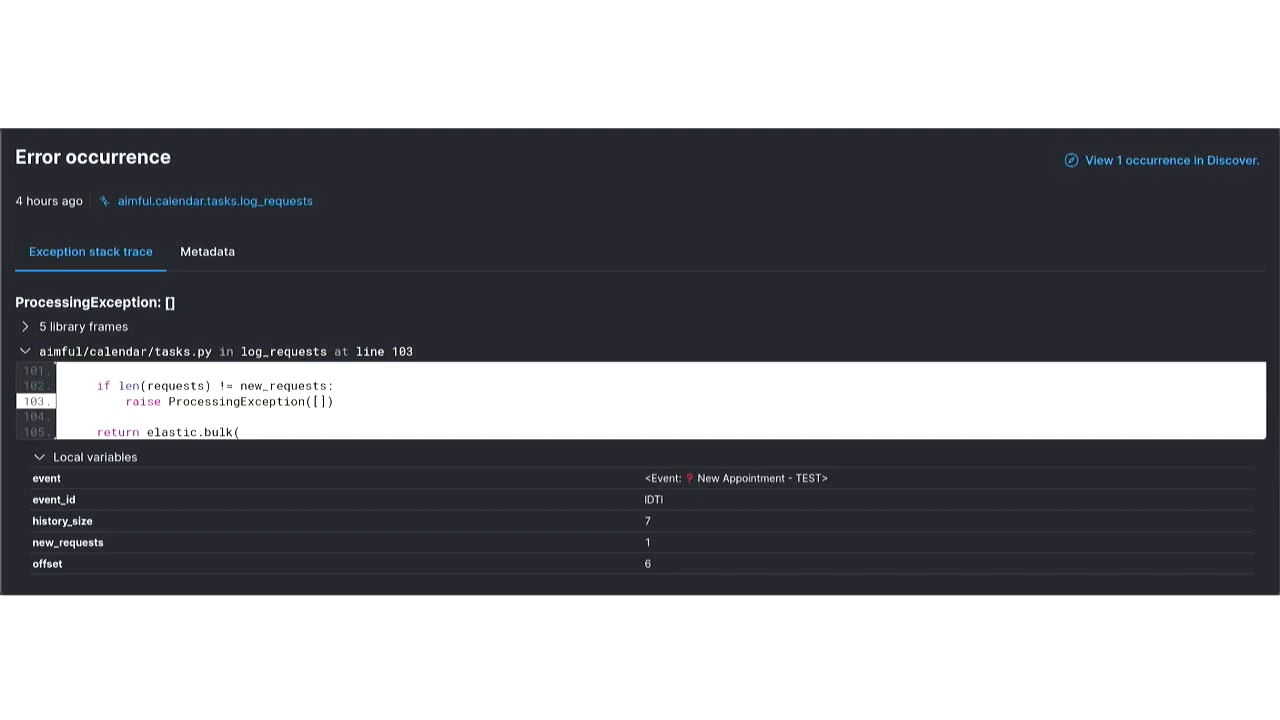 Error occurrence
View 1 occurrence in Discover.
4 hours ago
aimful.calendar.tasks.log_requests
Exception stack trace
Metadata
ProcessingException: []
5 library frames
aimful/calendar/tasks.py in log_requests at line 103
101.
102. if len(requests) != new_requests:
103. raise ProcessingException([])
104.
105. return elastic.bulk(
Local variables
event <Event: ❓ New Appointment - TEST>
event_id IDTI
history_size 7
new_requests 1
offset 6